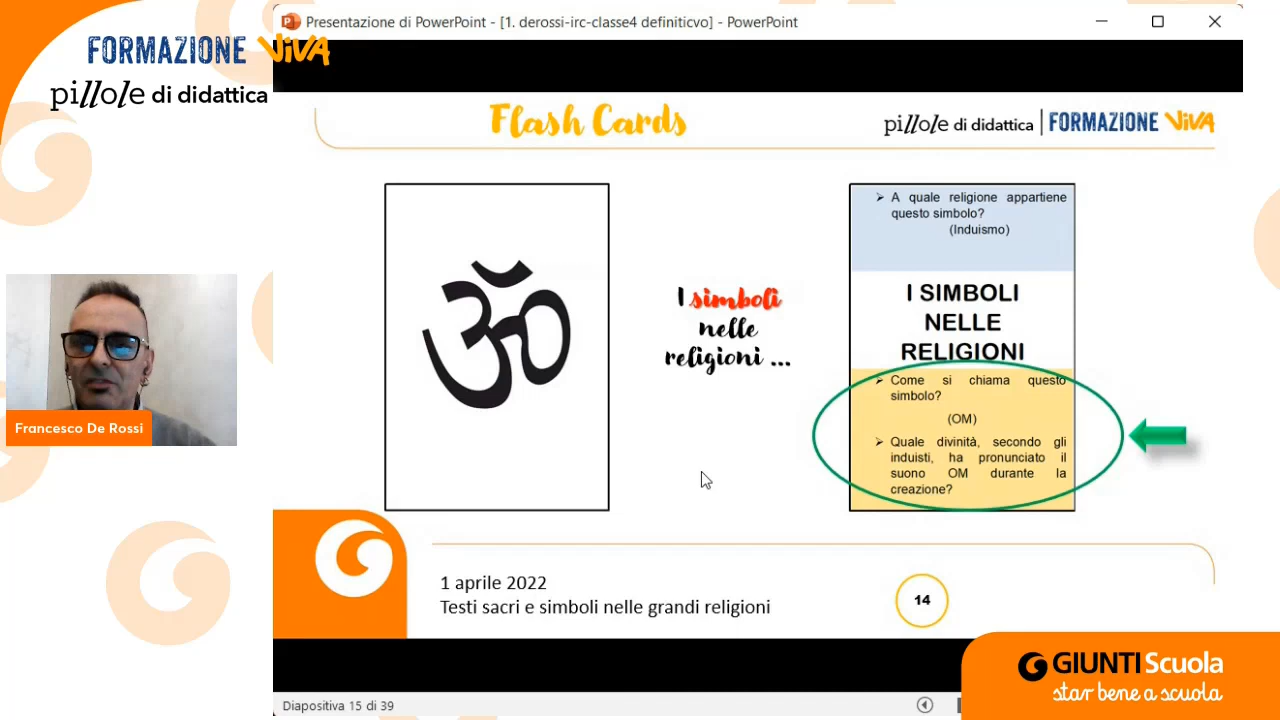 Presentazione di PowerPoint - [1. derossi-irc-classe4 definiticvo] - PowerPoint
FORMAZIONE ViVA
pillole di didattica
Flash Cards
pillole di didattica | FORMAZIONE ViVA
ॐ
I simboli
nelle
religioni ...
➢ A quale religione appartiene
questo simbolo?
(Induismo)
I SIMBOLI
NELLE
RELIGIONI
➢ Come si chiama questo
simbolo?
(OM)
➢ Quale divinità, secondo gli
induisti, ha pronunciato il
suono OM durante la
creazione?
Francesco De Rossi
1 aprile 2022
Testi sacri e simboli nelle grandi religioni
14
GIUNTI Scuola
star bene a scuola
Diapositiva 15 di 39